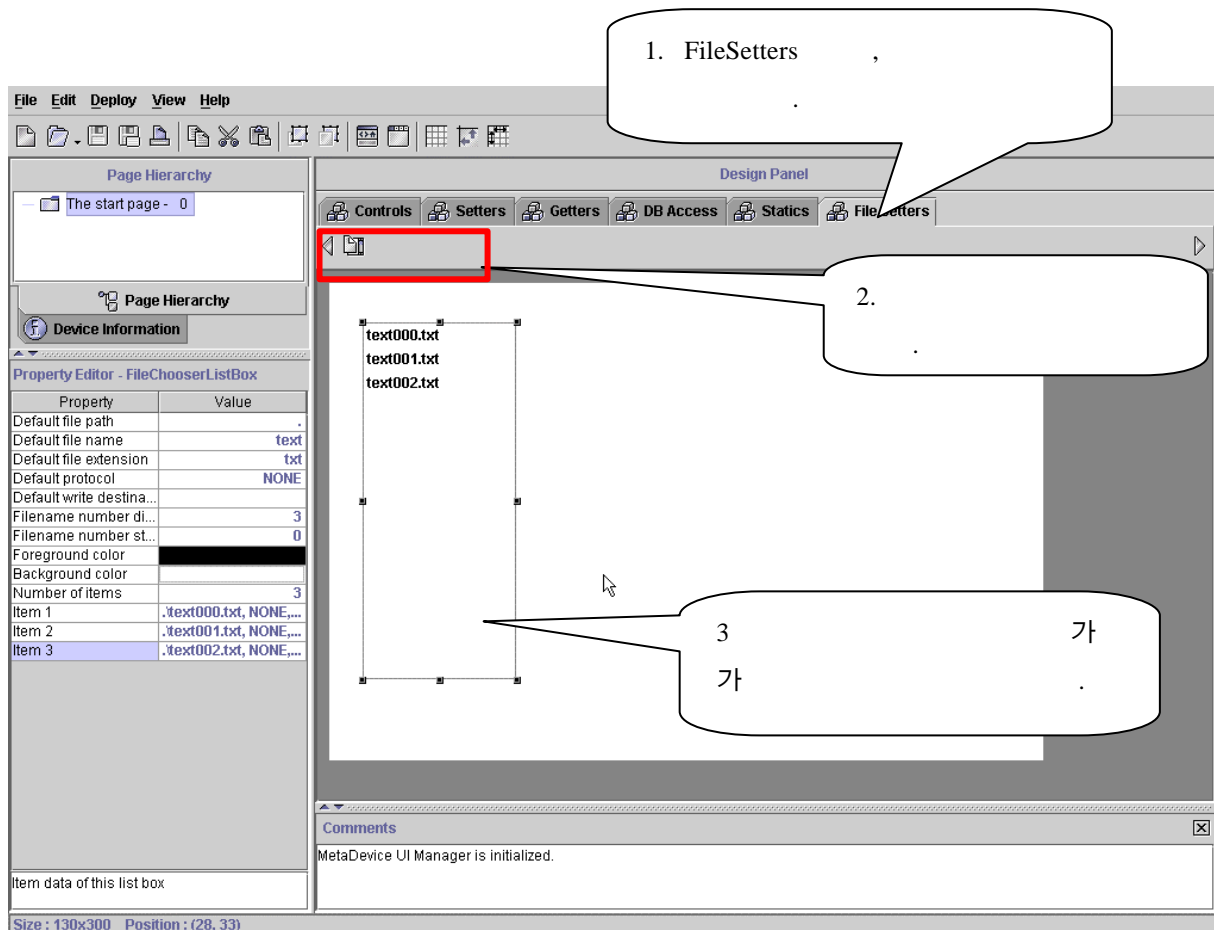 1. FileSetters ,
.
File Edit Deploy View Help
Page Hierarchy
The start page - 0
Page Hierarchy
Device Information
Property Editor - FileChooserListBox
Property Value
Default file path .
Default file name text
Default file extension txt
Default protocol NONE
Default write destina...
Filename number di... 3
Filename number st... 0
Foreground color
Background color
Number of items 3
Item 1 .\text000.txt, NONE,...
Item 2 .\text001.txt, NONE,...
Item 3 .\text002.txt, NONE,...
Item data of this list box
Size : 130x300 Position : (28, 33)
Design Panel
Controls Setters Getters DB Access Statics FileSetters
2.
.
text000.txt
text001.txt
text002.txt
3 가
가 .
Comments
MetaDevice UI Manager is initialized.